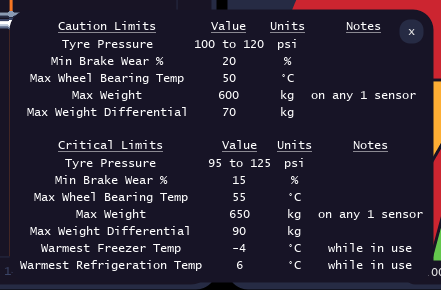 Caution Limits Value Units Notes
x
Tyre Pressure 100 to 120 psi
Min Brake Wear % 20 %
Max Wheel Bearing Temp 50 °C
Max Weight 600 kg on any 1 sensor
Max Weight Differential 70 kg
Critical Limits Value Units Notes
Tyre Pressure 95 to 125 psi
Min Brake Wear % 15 %
Max Wheel Bearing Temp 55 °C
Max Weight 650 kg on any 1 sensor
Max Weight Differential 90 kg
Warmest Freezer Temp -4 °C while in use
Warmest Refrigeration Temp 6 °C while in use